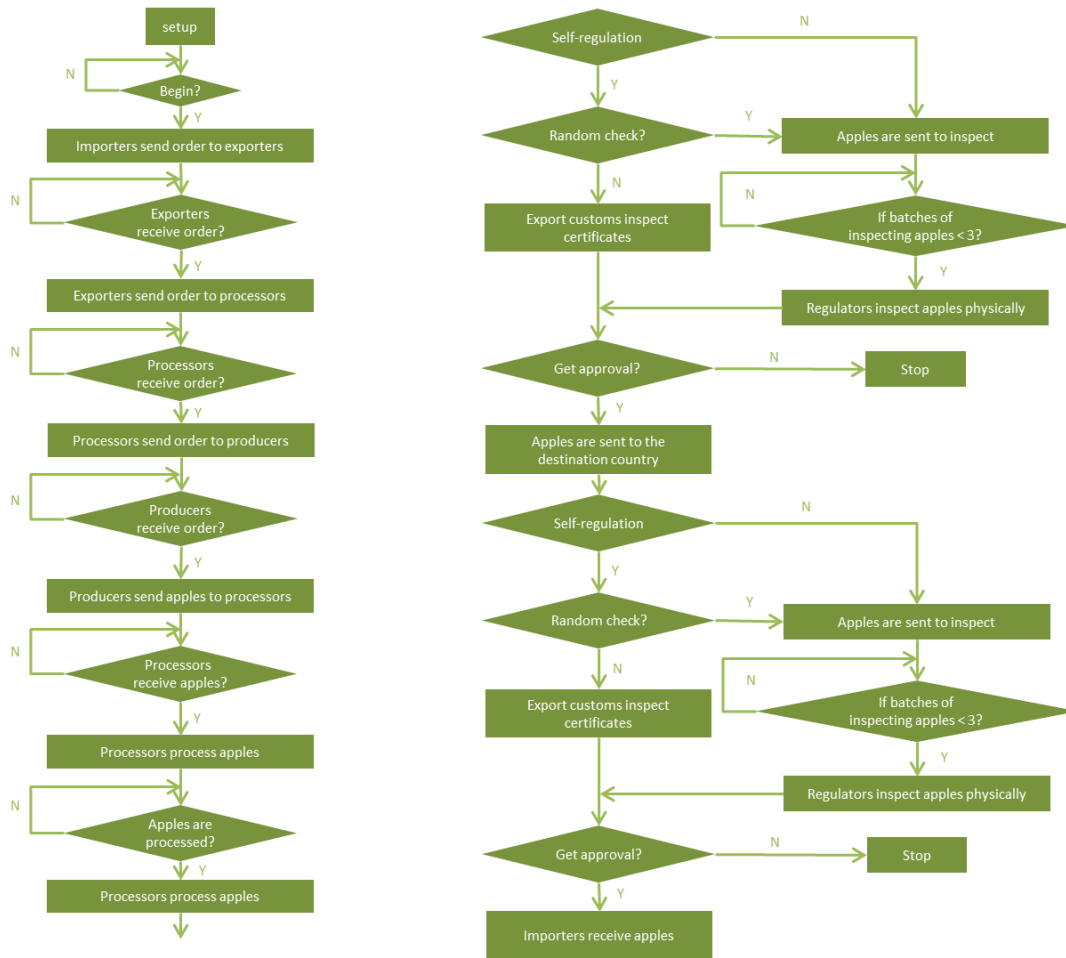 setup
N
Begin?
Y
Importers send order to exporters
N
Exporters
receive order?
Y
Exporters send order to processors
N
Processors
receive order?
Y
Processors send order to producers
N
Producers
receive order?
Y
Producers send apples to processors
N
Processors
receive apples?
Y
Processors process apples
N
Apples are
processed?
Y
Processors process apples
Self-regulation
N
Y
Random check?
Y
Apples are sent to inspect
N
N
Export customs inspect
certificates
If batches of
inspecting apples < 3?
Y
Regulators inspect apples physically
Get approval?
N
Stop
Y
Apples are sent to the
destination country
Self-regulation
N
Y
Random check?
Y
Apples are sent to inspect
N
N
Export customs inspect
certificates
If batches of
inspecting apples < 3?
Y
Regulators inspect apples physically
Get approval?
N
Stop
Y
Importers receive apples